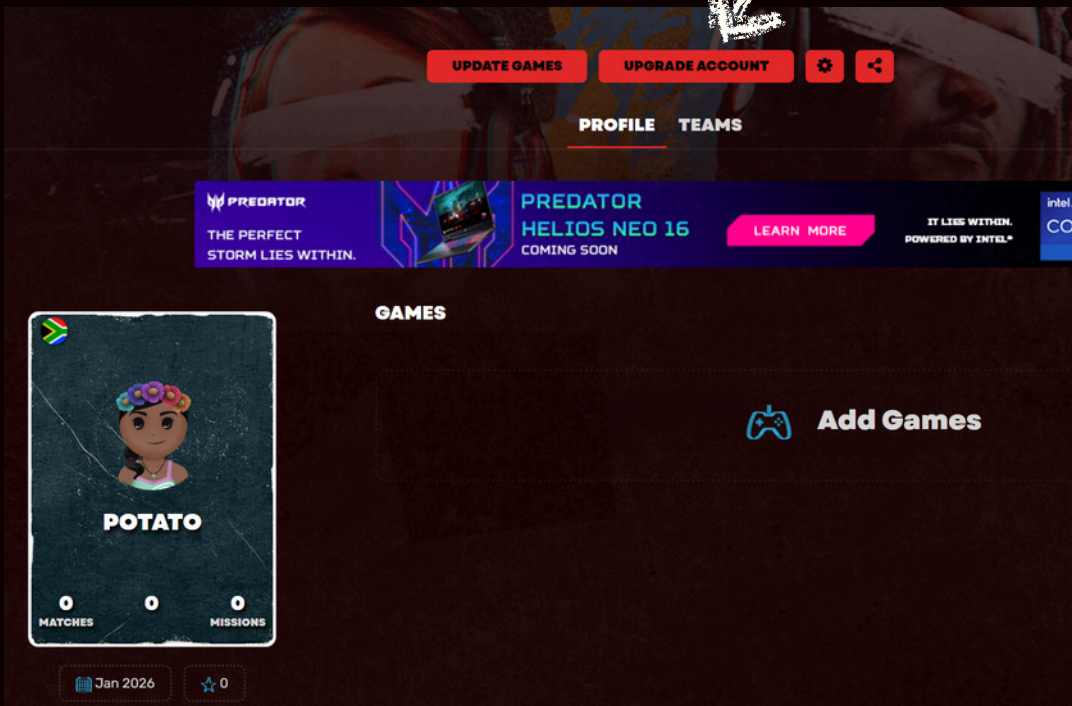 UPDATE GAMES
UPGRADE ACCOUNT
PROFILE
TEAMS
PREDATOR
THE PERFECT
STORM LIES WITHIN.
PREDATOR
HELIOS NEO 16
COMING SOON
LEARN MORE
IT LIES WITHIN.
POWERED BY INTEL®
intel.
CO
GAMES
Add Games
POTATO
0
MATCHES
0
0
MISSIONS
Jan 2026
0